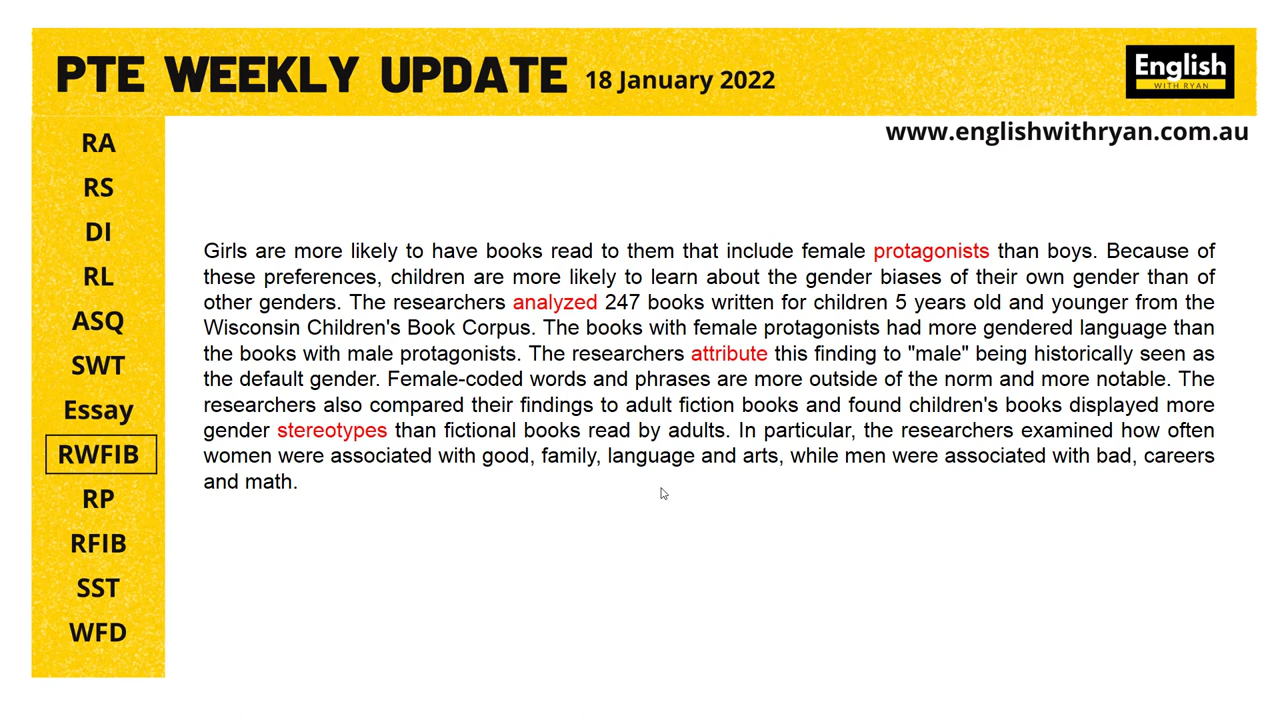 PTE WEEKLY UPDATE 18 January 2022
English
WITH RYAN
www.englishwithryan.com.au
RA
RS
DI
RL
ASQ
SWT
Essay
RWFIB
RP
RFIB
SST
WFD
Girls are more likely to have books read to them that include female protagonists than boys. Because of
these preferences, children are more likely to learn about the gender biases of their own gender than of
other genders. The researchers analyzed 247 books written for children 5 years old and younger from the
Wisconsin Children's Book Corpus. The books with female protagonists had more gendered language than
the books with male protagonists. The researchers attribute this finding to "male" being historically seen as
the default gender. Female-coded words and phrases are more outside of the norm and more notable. The
researchers also compared their findings to adult fiction books and found children's books displayed more
gender stereotypes than fictional books read by adults. In particular, the researchers examined how often
women were associated with good, family, language and arts, while men were associated with bad, careers
and math.